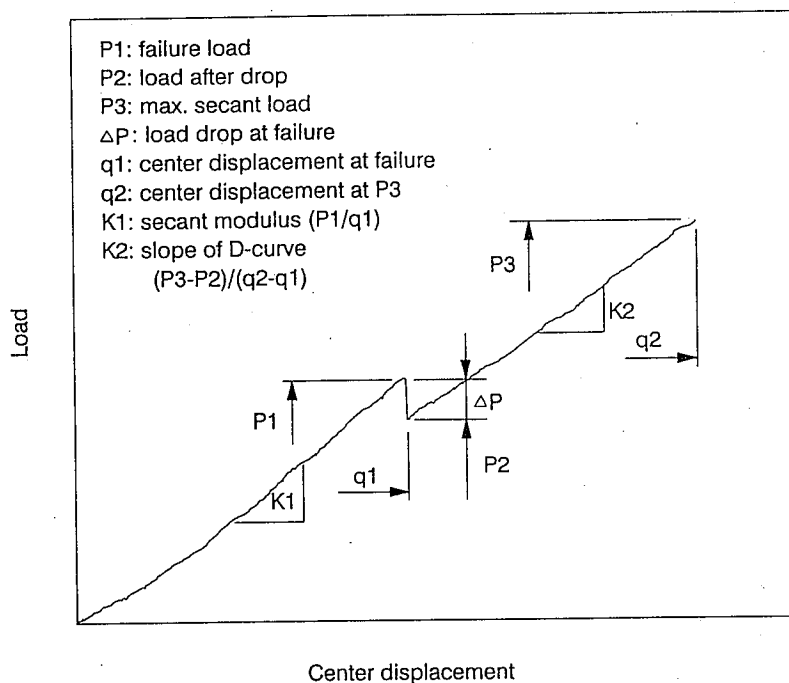 P1: failure load
P2: load after drop
P3: max. secant load
△P: load drop at failure
q1: center displacement at failure
q2: center displacement at P3
K1: secant modulus (P1/q1)
K2: slope of D-curve
(P3-P2)/(q2-q1)
P3
K2
q2
Load
P1
△P
P2
q1
K1
Center displacement